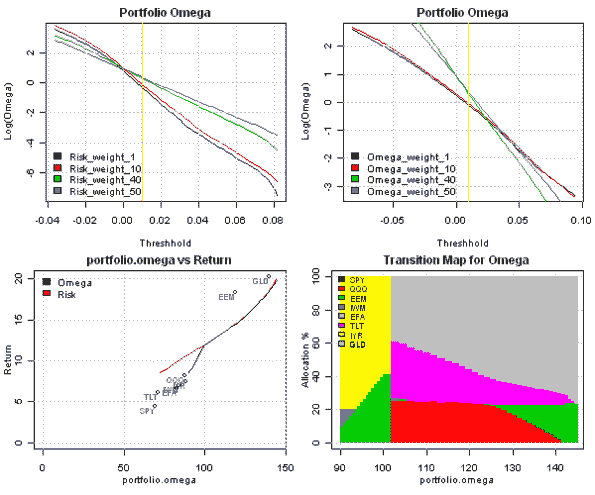 Portfolio Omega
Log(Omega)
2
0
-2
-4
-6
Risk_weight_1
Risk_weight_10
Risk_weight_40
Risk_weight_50
-0.04 -0.02 0.00 0.02 0.04 0.06 0.08
Threshhold
Portfolio Omega
Log(Omega)
2
1
0
-1
-2
-3
Omega_weight_1
Omega_weight_10
Omega_weight_40
Omega_weight_50
-0.05 0.00 0.05 0.10
Threshhold
portfolio.omega vs Return
Return
20
15
10
5
0
Omega
Risk
GLD
EEM
QQQ
EFA
TLT
SPY
0 50 100 150
portfolio.omega
Transition Map for Omega
Allocation %
100
80
60
40
20
0
SPY
QQQ
EEM
IWM
EFA
TLT
IYR
GLD
90 100 110 120 130 140
portfolio.omega